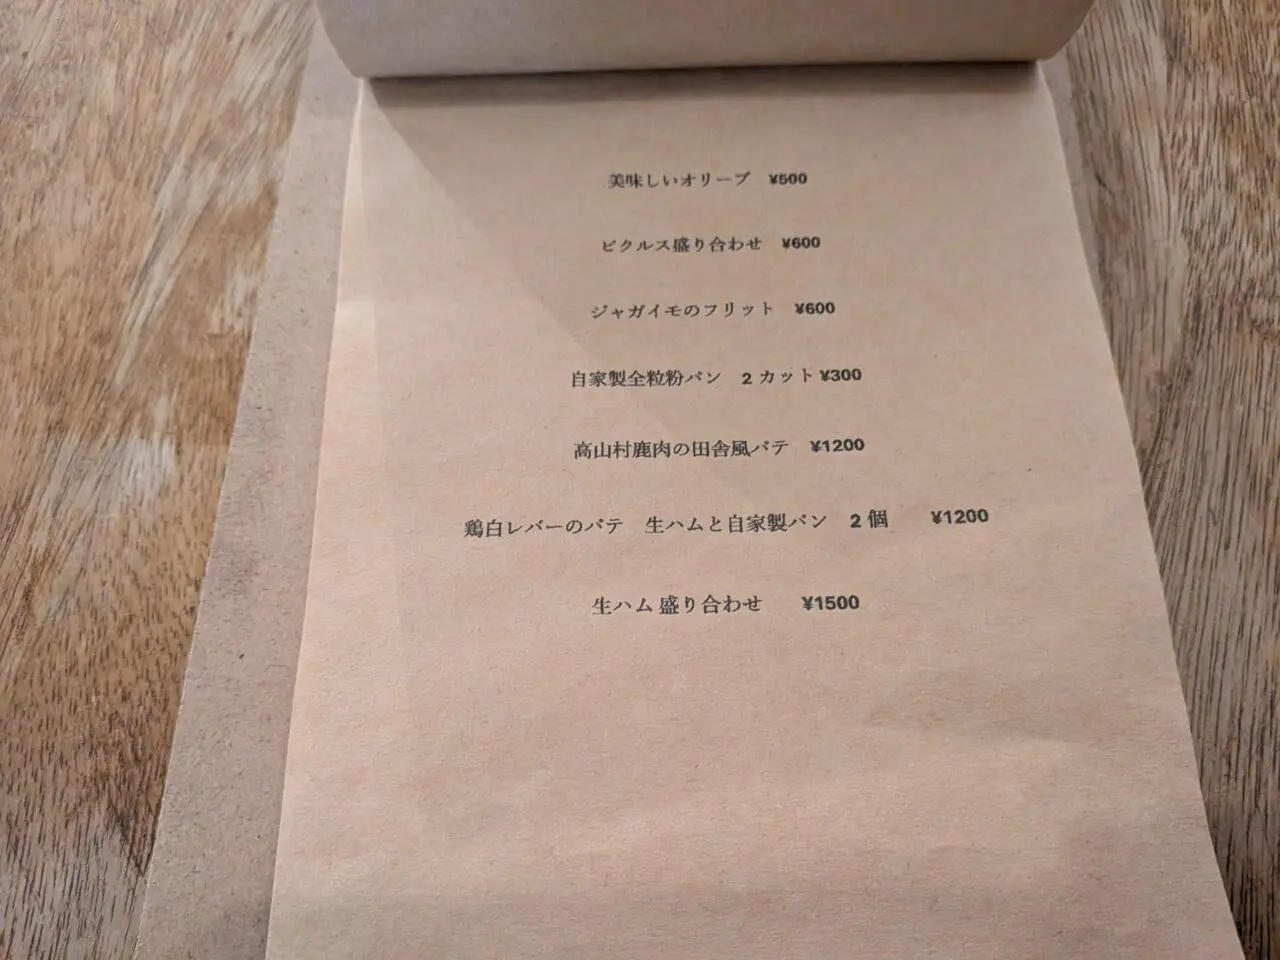 美味しいオリーブ ¥500
ピクルス盛り合わせ ¥600
ジャガイモのフリット ¥600
自家製全粒粉パン 2 カット ¥300
高山村鹿肉の田舎風パテ ¥1200
鶏白レバーのパテ 生ハムと自家製パン 2 個 ¥1200
生ハム 盛り合わせ ¥1500